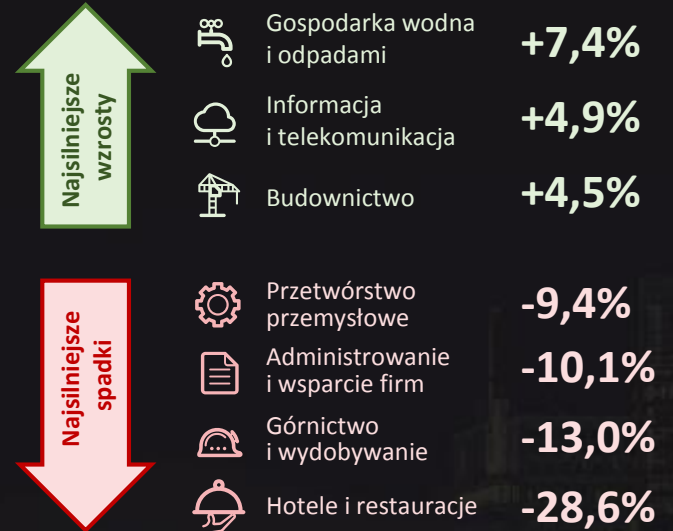 Najsilniejsze
wzrosty
Gospodarka wodna
i odpadami
+7,4%
Informacja
i telekomunikacja
+4,9%
Budownictwo
+4,5%
Najsilniejsze
spadki
Przetwórstwo
przemysłowe
-9,4%
Administrowanie
i wsparcie firm
-10,1%
Górnictwo
i wydobywanie
-13,0%
Hotele i restauracje
-28,6%